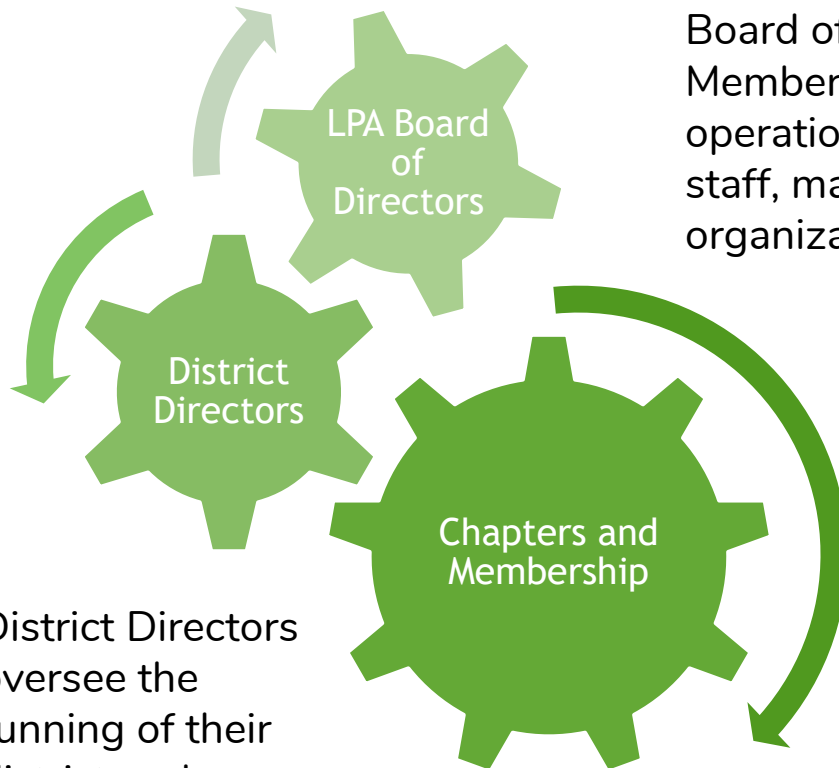 LPA Board
of
Directors
Board of
Member
operatio
staff, ma
organiza
District
Directors
Chapters and
Membership
District Directors
oversee the
running of their